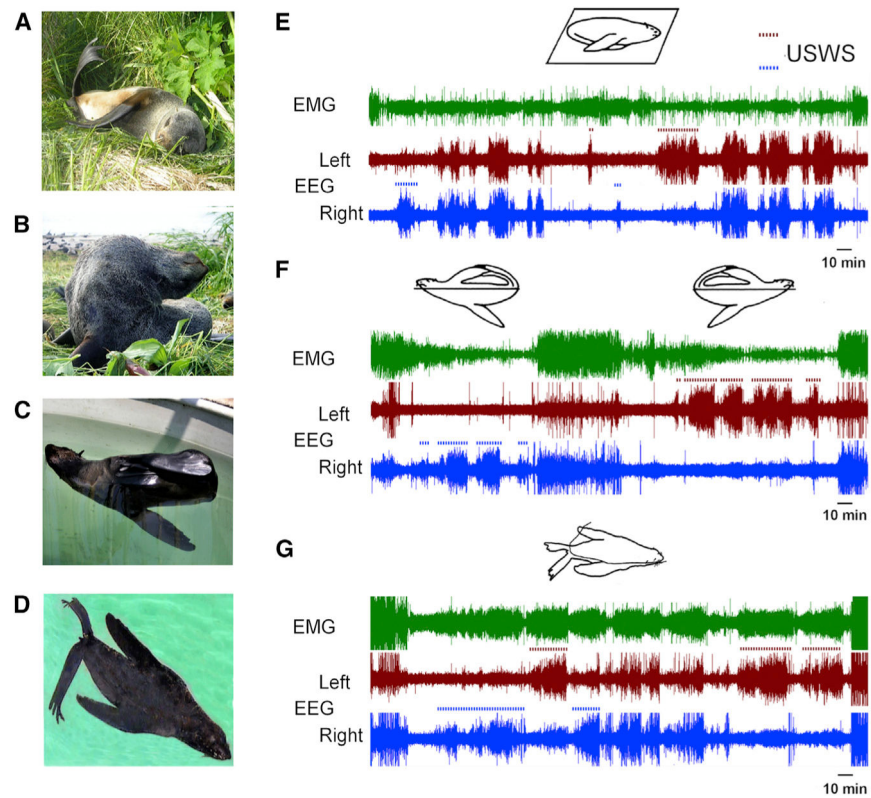 A
B
C
D
E
USWS
EMG
Left
EEG
Right
10 min
F
EMG
Left
EEG
Right
10 min
G
EMG
Left
EEG
Right
10 min